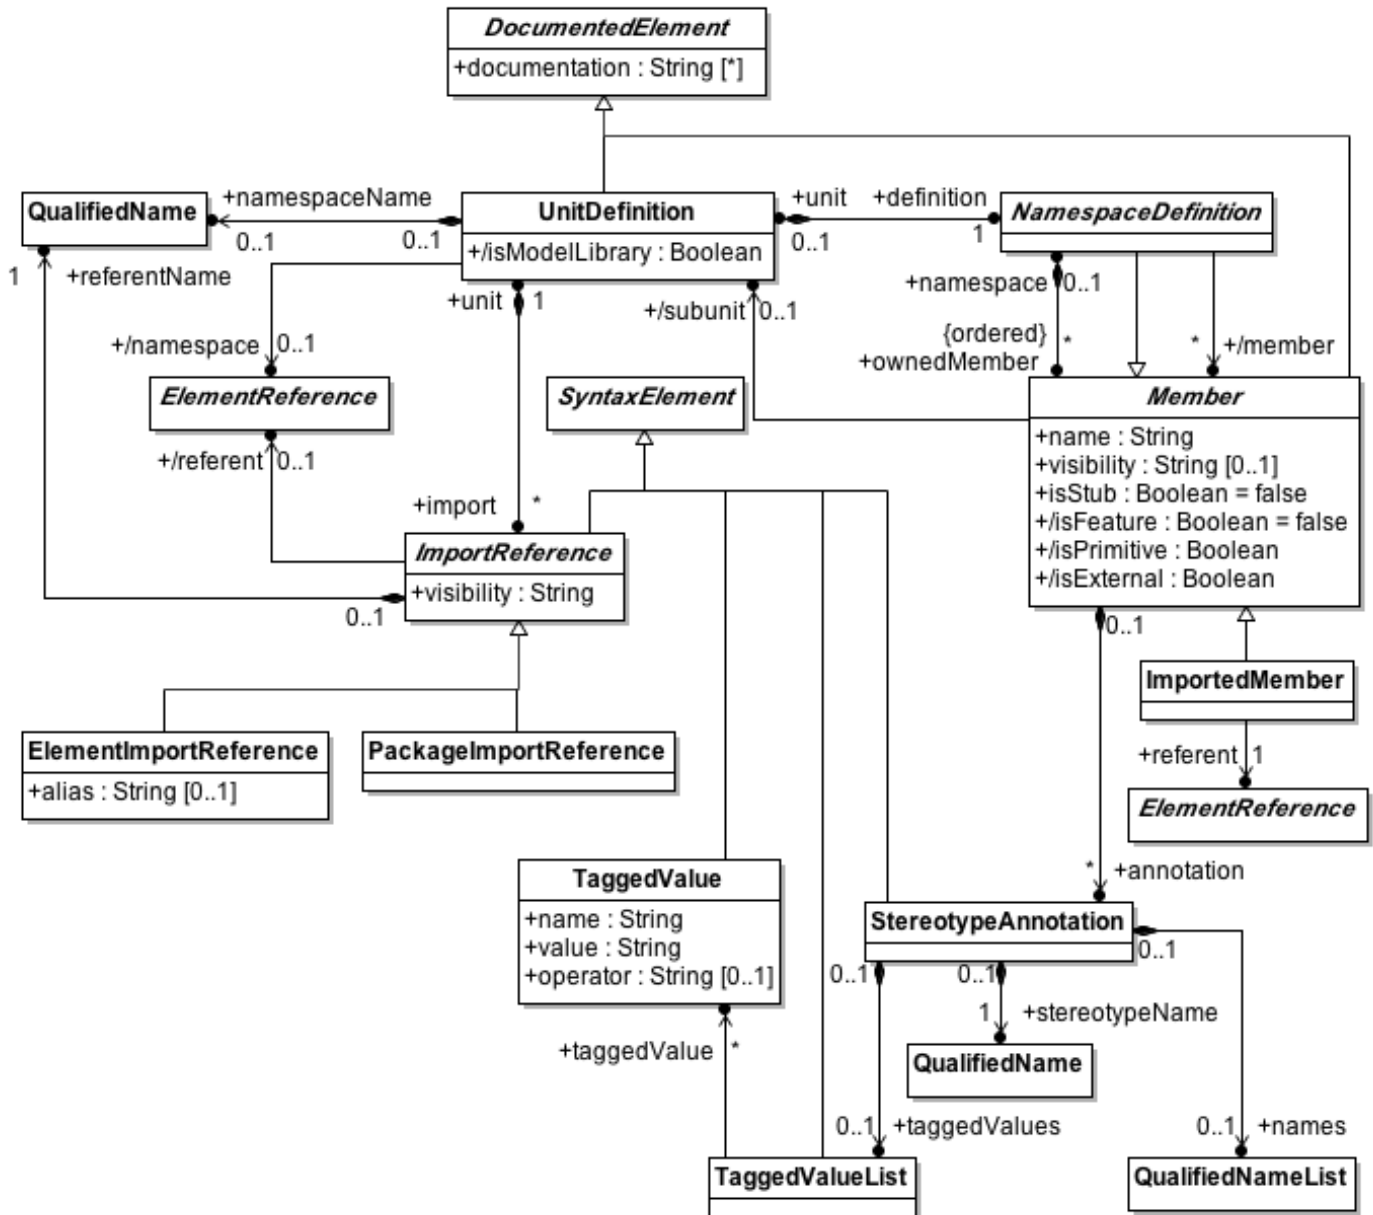 DocumentedElement
+documentation : String [*]
QualifiedName
+namespaceName
0..1
0..1
UnitDefinition
+/isModelLibrary : Boolean
+unit
0..1
+definition
1
NamespaceDefinition
1
+referentName
+unit
1
+/subunit
0..1
+namespace
0..1
{ordered}
+ownedMember
*
*
+/member
+/namespace
0..1
ElementReference
+/referent
0..1
SyntaxElement
Member
+name : String
+visibility : String [0..1]
+isStub : Boolean = false
+/isFeature : Boolean = false
+/isPrimitive : Boolean
+/isExternal : Boolean
+import
*
ImportReference
+visibility : String
0..1
0..1
ImportedMember
+referent
1
ElementReference
ElementImportReference
+alias : String [0..1]
PackageImportReference
TaggedValue
+name : String
+value : String
+operator : String [0..1]
*
+annotation
StereotypeAnnotation
0..1
0..1
0..1
1
+stereotypeName
QualifiedName
+taggedValue
*
0..1
+taggedValues
0..1
+names
TaggedValueList
QualifiedNameList